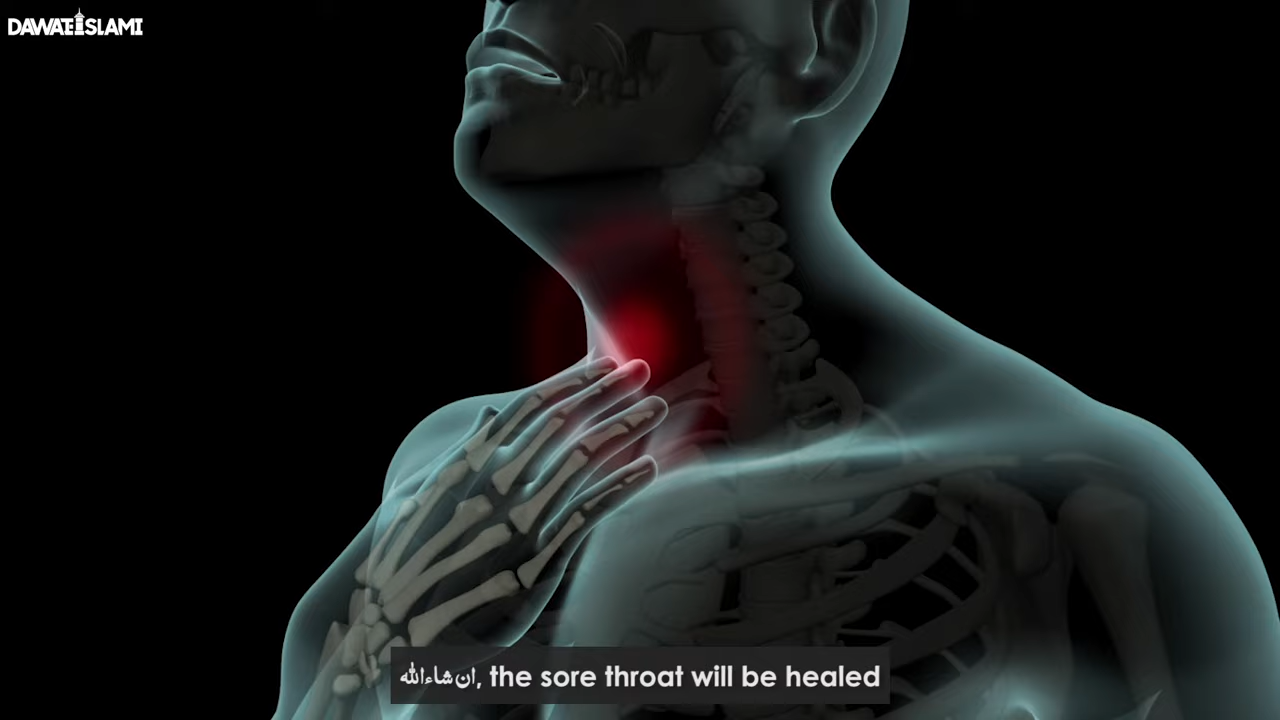 DAWATEISLAMI
ان شاءاللہ, the sore throat will be healed